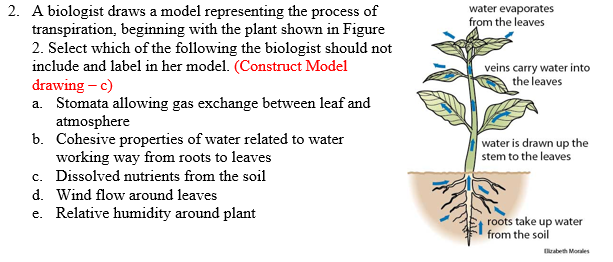 2. A biologist draws a model representing the process of
transpiration, beginning with the plant shown in Figure
2. Select which of the following the biologist should not
include and label in her model. (Construct Model
drawing – c)
a. Stomata allowing gas exchange between leaf and
atmosphere
b. Cohesive properties of water related to water
working way from roots to leaves
c. Dissolved nutrients from the soil
d. Wind flow around leaves
e. Relative humidity around plant
water evaporates
from the leaves
veins carry water into
the leaves
water is drawn up the
stem to the leaves
roots take up water
from the soil
Elizabeth Morales